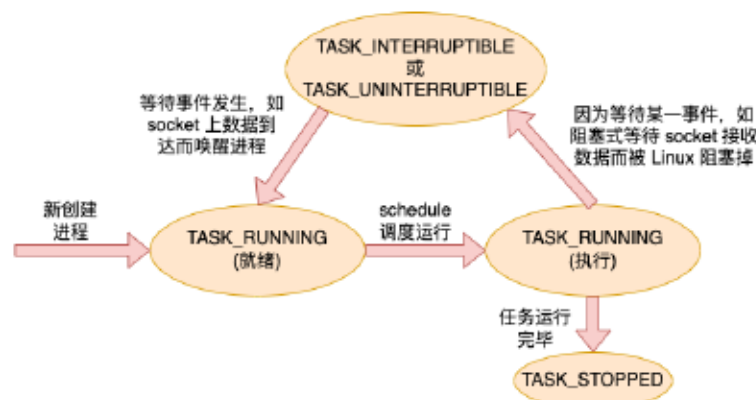 TASK_INTERRUPTIBLE
或
TASK_UNINTERRUPTIBLE
等待事件发生，如
socket 上数据到
达而唤醒进程
因为等待某一事件，如
阻塞式等待 socket 接收
数据而被 Linux 阻塞掉
新创建
进程
TASK_RUNNING
(就绪)
schedule
调度运行
TASK_RUNNING
(执行)
任务运行
完毕
TASK_STOPPED